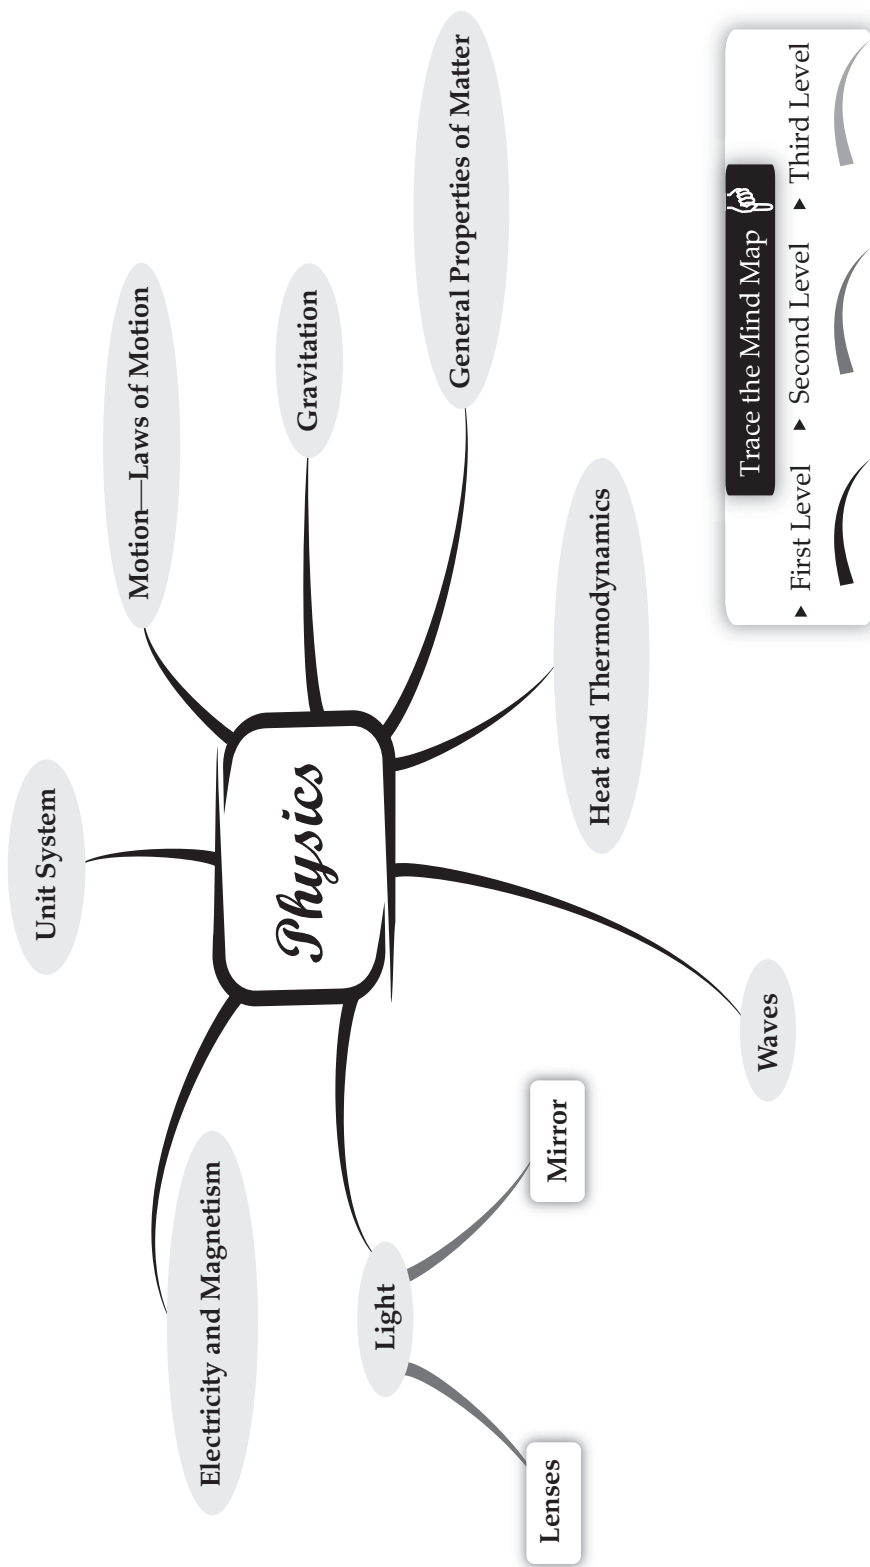 Unit System
Motion—Laws of Motion
Gravitation
General Properties of Matter
Heat and Thermodynamics
Waves
Light
Mirror
Lenses
Electricity and Magnetism
Physics
Trace the Mind Map
▶ First Level ▶ Second Level ▶ Third Level